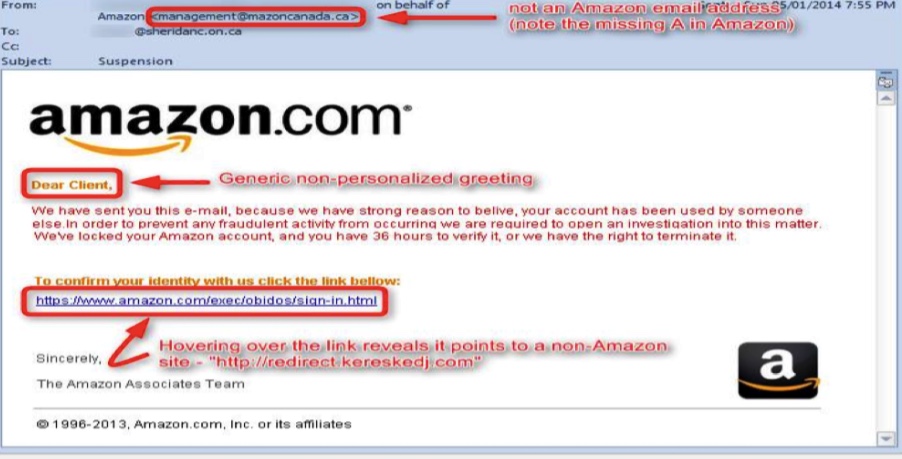 From: on behalf of
not an Amazon email address 05/01/2014 7:55 PM
Amazon <management@mazoncanada.ca>
(note the missing A in Amazon)
To: @sheridanc.on.ca
Cc:
Subject: Suspension
amazon.com
Dear Client,
Generic non-personalized greeting
We have sent you this e-mail, because we have strong reason to belive, your account has been used by someone
else.In order to prevent any fraudulent activity from occurring we are required to open an investigation into this matter.
We've locked your Amazon account, and you have 36 hours to verify it, or we have the right to terminate it.
To confirm your identity with us click the link bellow:
https://www.amazon.com/exec/obidos/sign-in.html
Hovering over the link reveals it points to a non-Amazon
site - "http://redirect.kereskedj.com"
Sincerely,
The Amazon Associates Team
a
© 1996-2013, Amazon.com, Inc. or its affiliates